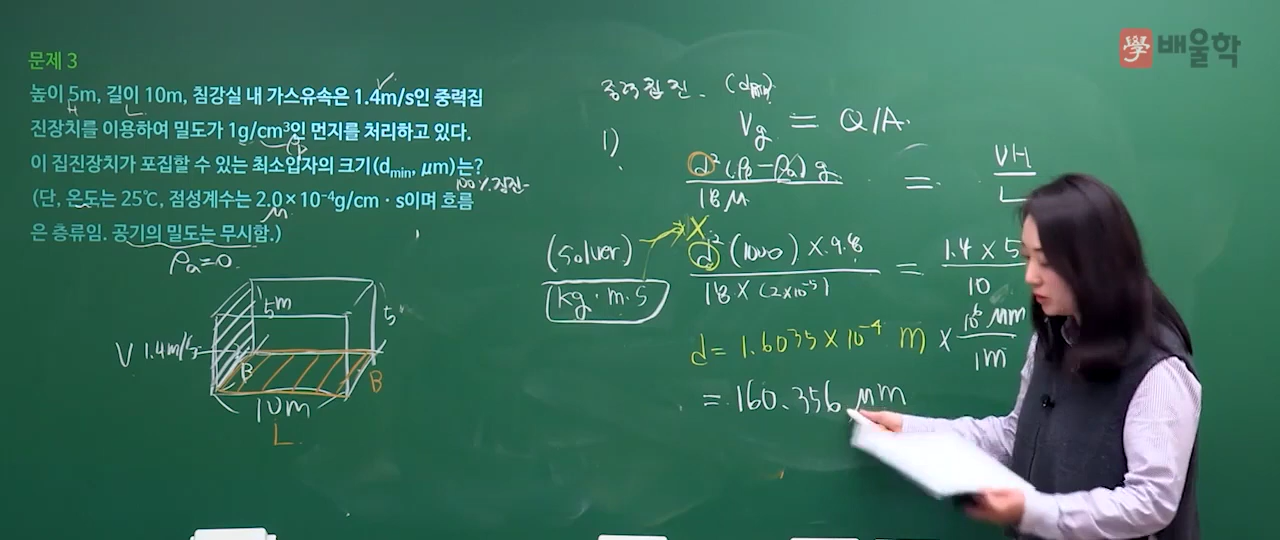 學 배울학
문제 3
높이 5m, 길이 10m, 침강실 내 가스유속은 1.4m/s인 중력집
H L
진장치를 이용하여 밀도가 1g/cm³인 먼지를 처리하고 있다.
이 집진장치가 포집할 수 있는 최소입자의 크기(dmin, μm)는?
100% 집진
(단, 온도는 25℃, 점성계수는 2.0×10⁻⁴g/cm · s이며 흐름
μ
은 층류임. 공기의 밀도는 무시함.)
ρa=0.
5m
5
V 1.4m/s
B
B
10m
L
중력집진. (dmin)
1) Vg = Q/A.
d²(ρp-ρa)g / 18μ = VH / L
(Solver) X
kg·m·s
d²(1000)×9.8 / 18×(2×10⁻⁵) = 1.4×5 / 10
d = 1.6035×10⁻⁴ m × 10⁶ μm / 1m
= 160.356 μm